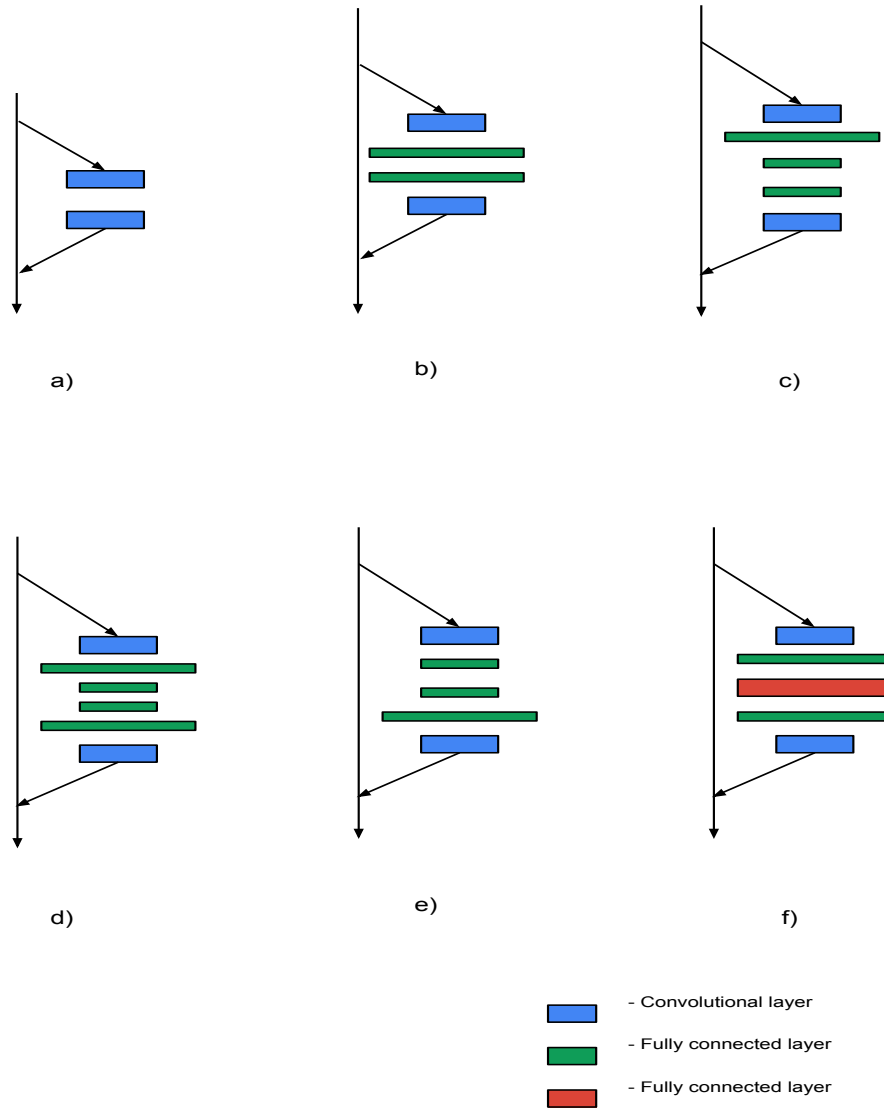 a)
b)
c)
d)
e)
f)
- Convolutional layer
- Fully connected layer
- Fully connected layer